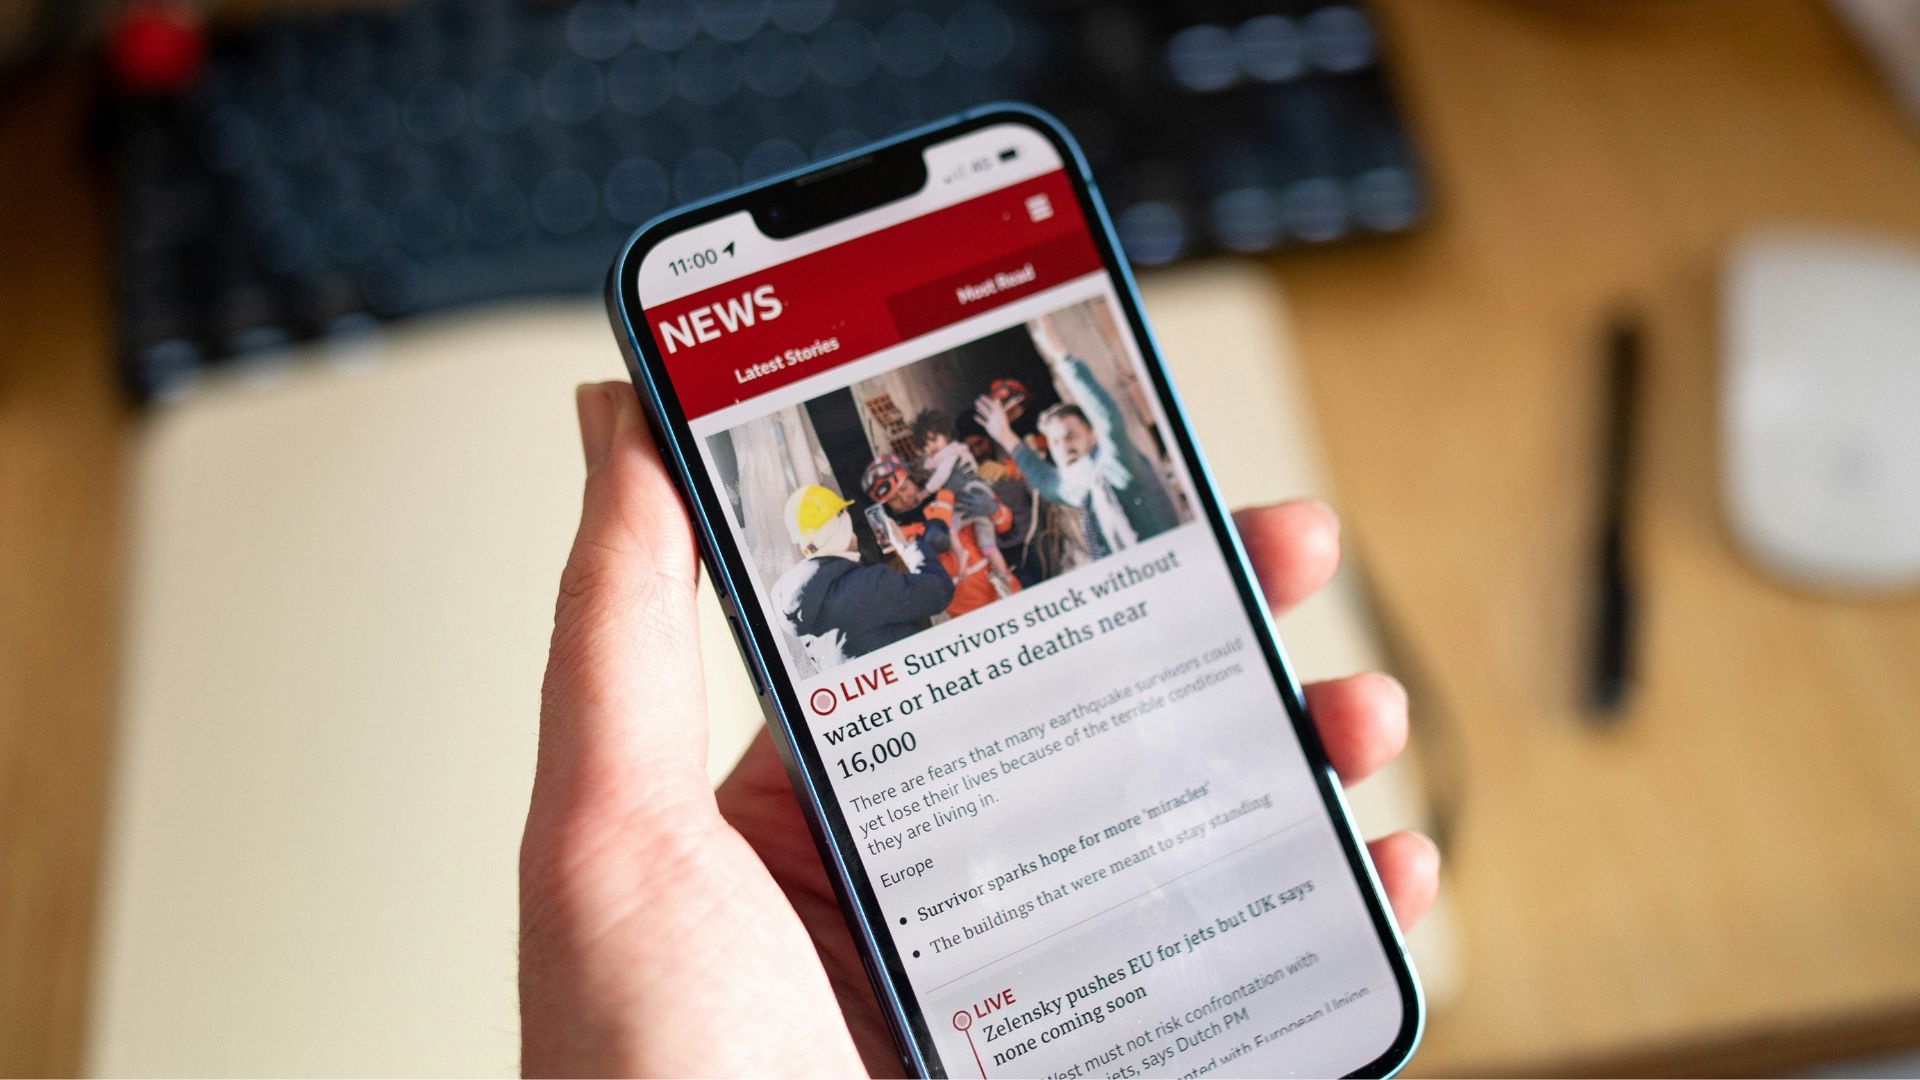 11:00
NEWS
Latest Stories
Most Read
LIVE Survivors stuck without
water or heat as deaths near
16,000
There are fears that many earthquake survivors could
yet lose their lives because of the terrible conditions
they are living in.
Europe
Survivor sparks hope for more 'miracles'
The buildings that were meant to stay standing
LIVE
Zelensky pushes EU for jets but UK says
none coming soon
West must not risk confrontation with
jets, says Dutch PM
with European Union